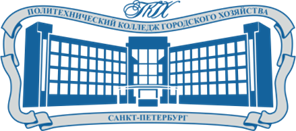 ПОЛИТЕХНИЧЕСКИЙ КОЛЛЕДЖ ГОРОДСКОГО ХОЗЯЙСТВА
САНКТ-ПЕТЕРБУРГ